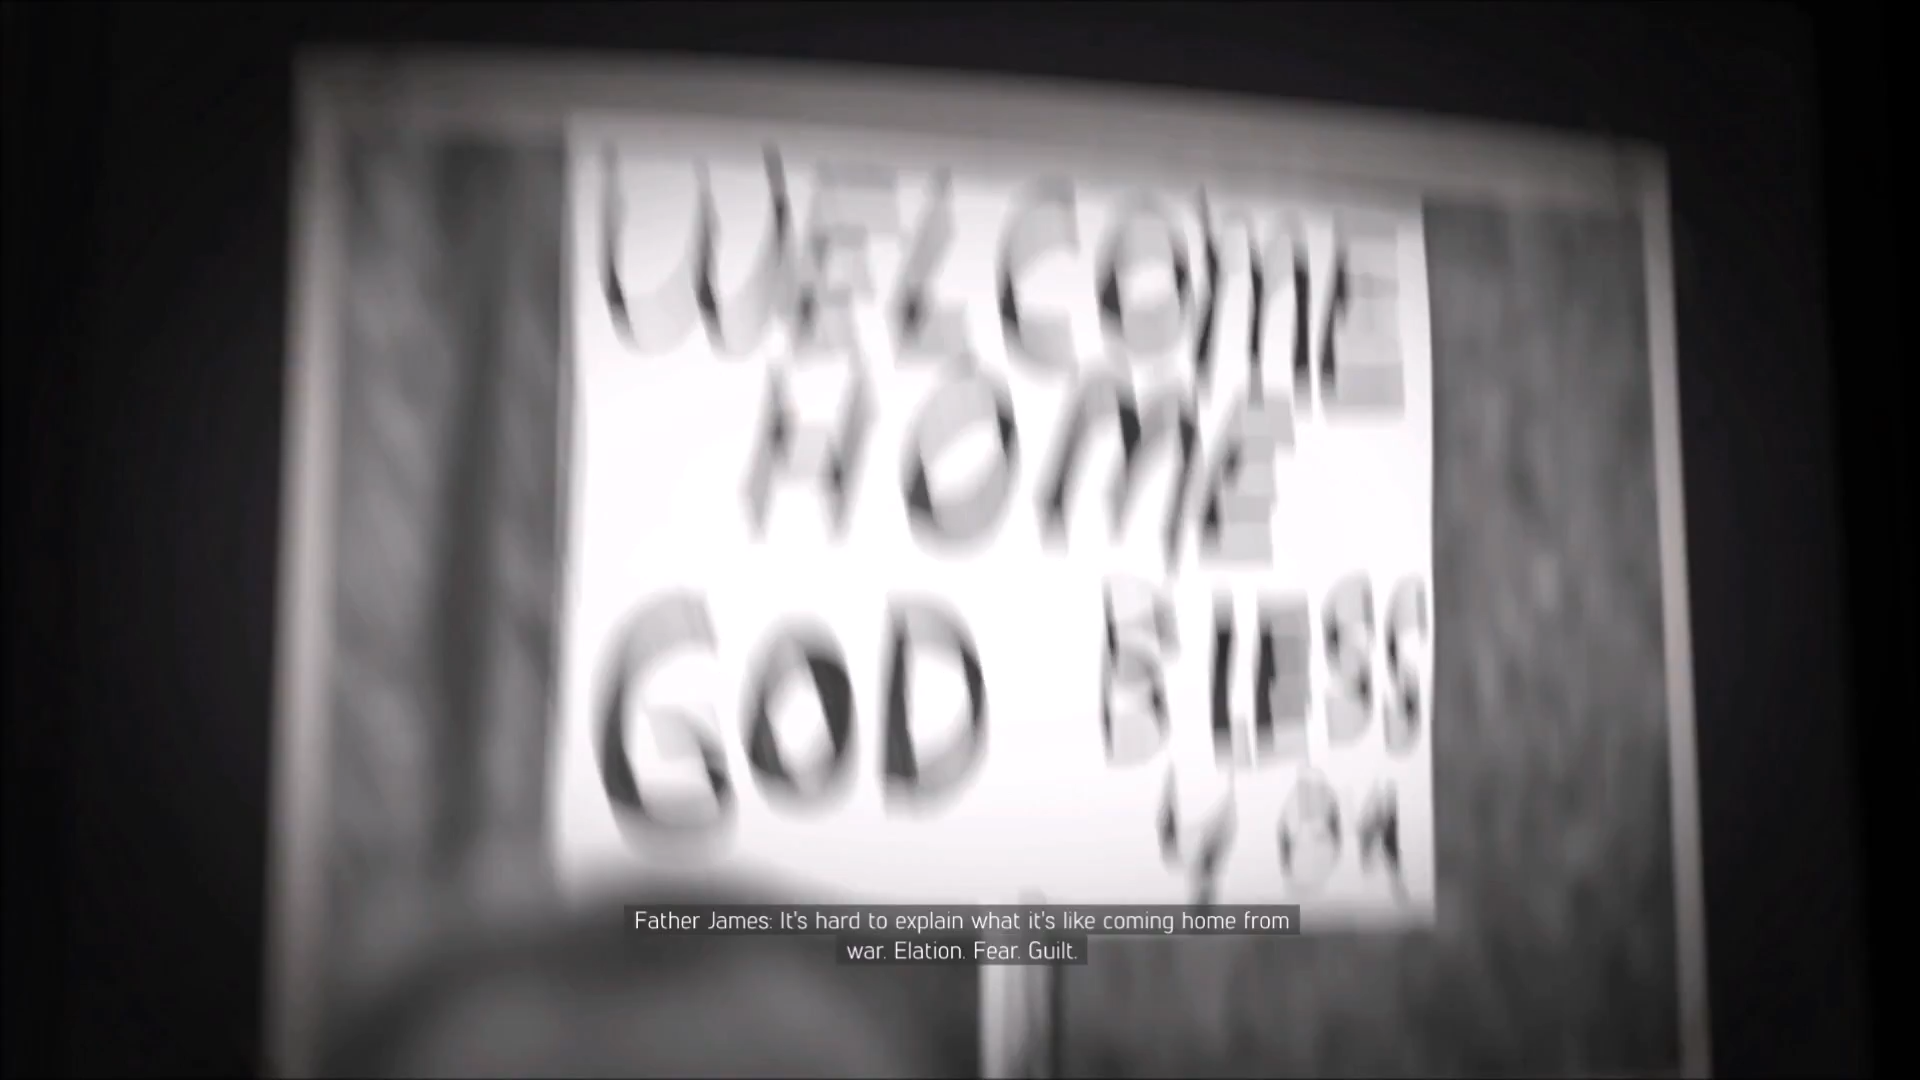 WELCOME
HOME
GOD BLESS
YOU
Father James: It's hard to explain what it's like coming home from
war. Elation. Fear. Guilt.